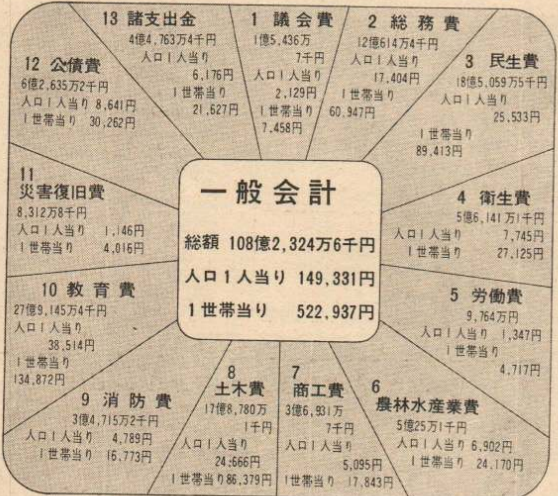 13 諸支出金
4億4,763万4千円
人口1人当り
6,176円
1世帯当り
21,627円
1 議会費
1億5,436万
7千円
人口1人当り
2,129円
1世帯当り
7,458円
2 総務費
12億614万4千円
人口1人当り
17,404円
1世帯当り
60,947円
3 民生費
18億5,059万5千円
人口1人当り
25,533円
1世帯当り
89,413円
12 公債費
6億2,635万2千円
人口1人当り 8,641円
1世帯当り 30,262円
11
災害復旧費
8,312万8千円
人口1人当り 1,146円
1世帯当り 4,016円
一般会計
総額 108億2,324万6千円
人口1人当り 149,331円
1世帯当り 522,937円
4 衛生費
5億6,141万1千円
人口1人当り 7,745円
1世帯当り 27,125円
10 教育費
27億9,145万4千円
人口1人当り
38,514円
1世帯当り
134,872円
5 労働費
9,764万円
人口1人当り 1,347円
1世帯当り
4,717円
9 消防費
3億4,715万2千円
人口1人当り 4,789円
1世帯当り 16,773円
8
土木費
17億8,780万
1千円
人口1人当り
24,666円
1世帯当り86,379円
7
商工費
3億6,931万
7千円
人口1人当り
5,095円
1世帯当り 17,843円
6
農林水産業費
5億25万1千円
人口1人当り 6,902円
1世帯当り 24,170円